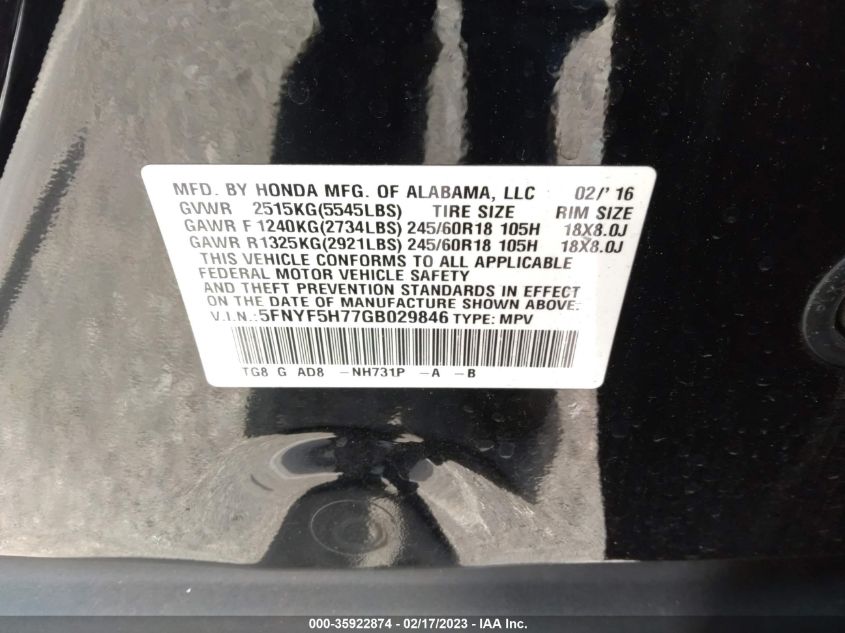 MFD. BY HONDA MFG. OF ALABAMA, LLC 02/' 16
GVWR 2515KG(5545LBS) TIRE SIZE RIM SIZE
GAWR F 1240KG(2734LBS) 245/60R18 105H 18X8.0J
GAWR R1325KG(2921LBS) 245/60R18 105H 18X8.0J
THIS VEHICLE CONFORMS TO ALL APPLICABLE
FEDERAL MOTOR VEHICLE SAFETY
AND THEFT PREVENTION STANDARDS IN EFFECT
ON THE DATE OF MANUFACTURE SHOWN ABOVE.
V.I.N.:5FNYF5H77GB029846 TYPE: MPV
TG8 G AD8 -NH731P -A -B
000-35922874 - 02/17/2023 - IAA Inc.